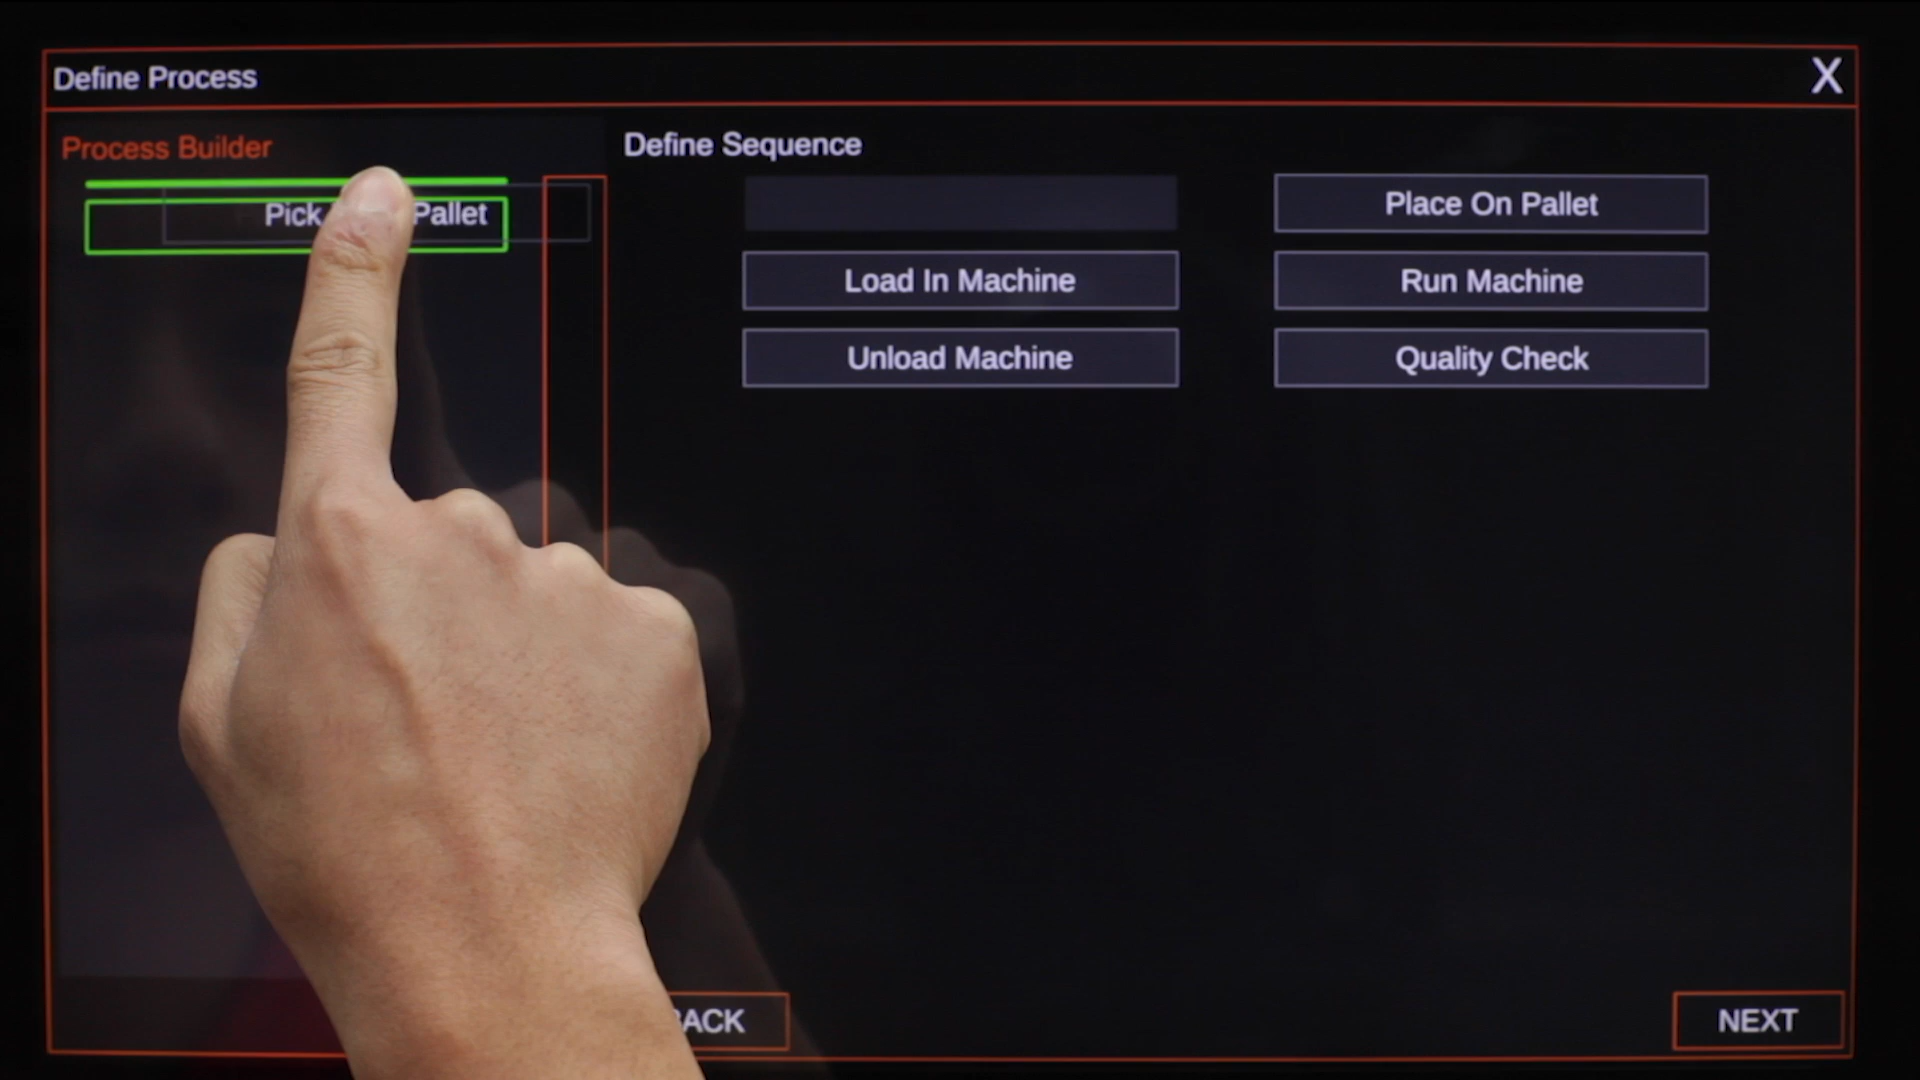 Define Process
X
Process Builder
Define Sequence
Pick Pallet
Place On Pallet
Load In Machine
Run Machine
Unload Machine
Quality Check
BACK
NEXT